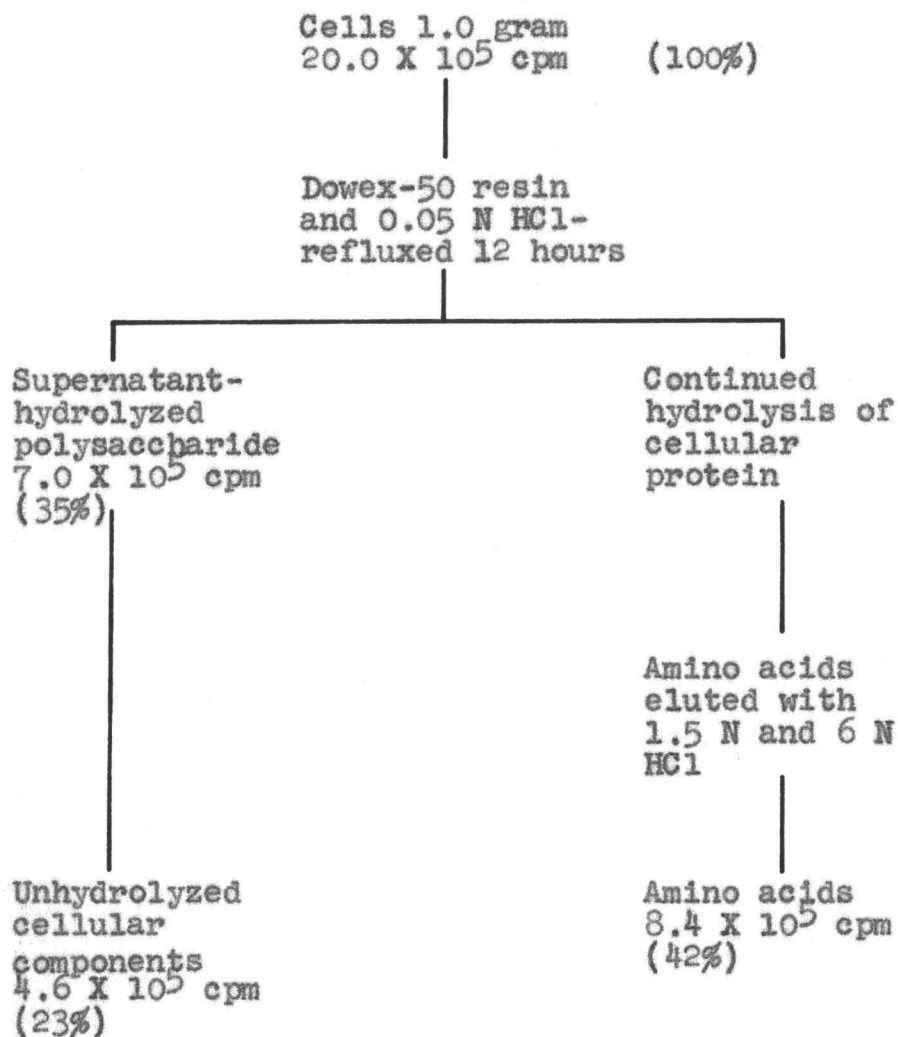 Cells 1.0 gram
20.0 X 10⁵ cpm (100%)
Dowex-50 resin
and 0.05 N HCl-
refluxed 12 hours
Supernatant-
hydrolyzed
polysaccharide
7.0 X 10⁵ cpm
(35%)
Continued
hydrolysis of
cellular
protein
Amino acids
eluted with
1.5 N and 6 N
HCl
Unhydrolyzed
cellular
components
4.6 X 10⁵ cpm
(23%)
Amino acids
8.4 X 10⁵ cpm
(42%)